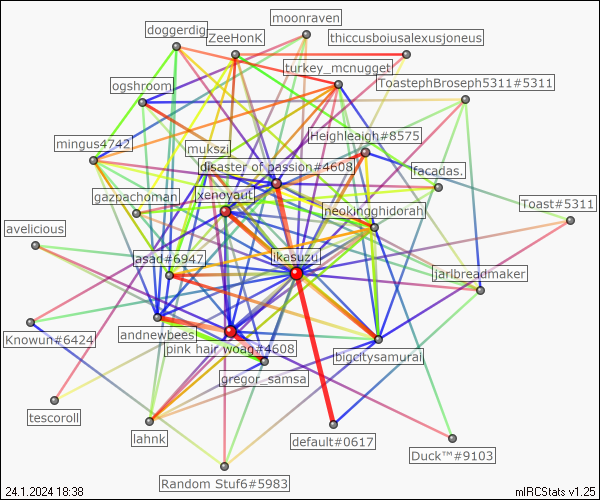 moonraven
doggerdig
ZeeHonK
thiccusboiusalexusjoneus
turkey_mcnugget
ToastephBroseph5311#5311
ogshroom
Heighleaigh#8575
mingus4742
mukszi
disaster of passion#4608
facadas.
gazpachoman
xenoyaut
Toast#5311
neokingghidorah
avelicious
ikasuzu
asad#6947
jarlbreadmaker
andnewbees
Knowun#6424
pink hair woag#4608
bigcitysamurai
gregor_samsa
tescoroll
lahnk
default#0617
Duck™#9103
Random Stuf6#5983
24.1.2024 18:38
mIRCStats v1.25